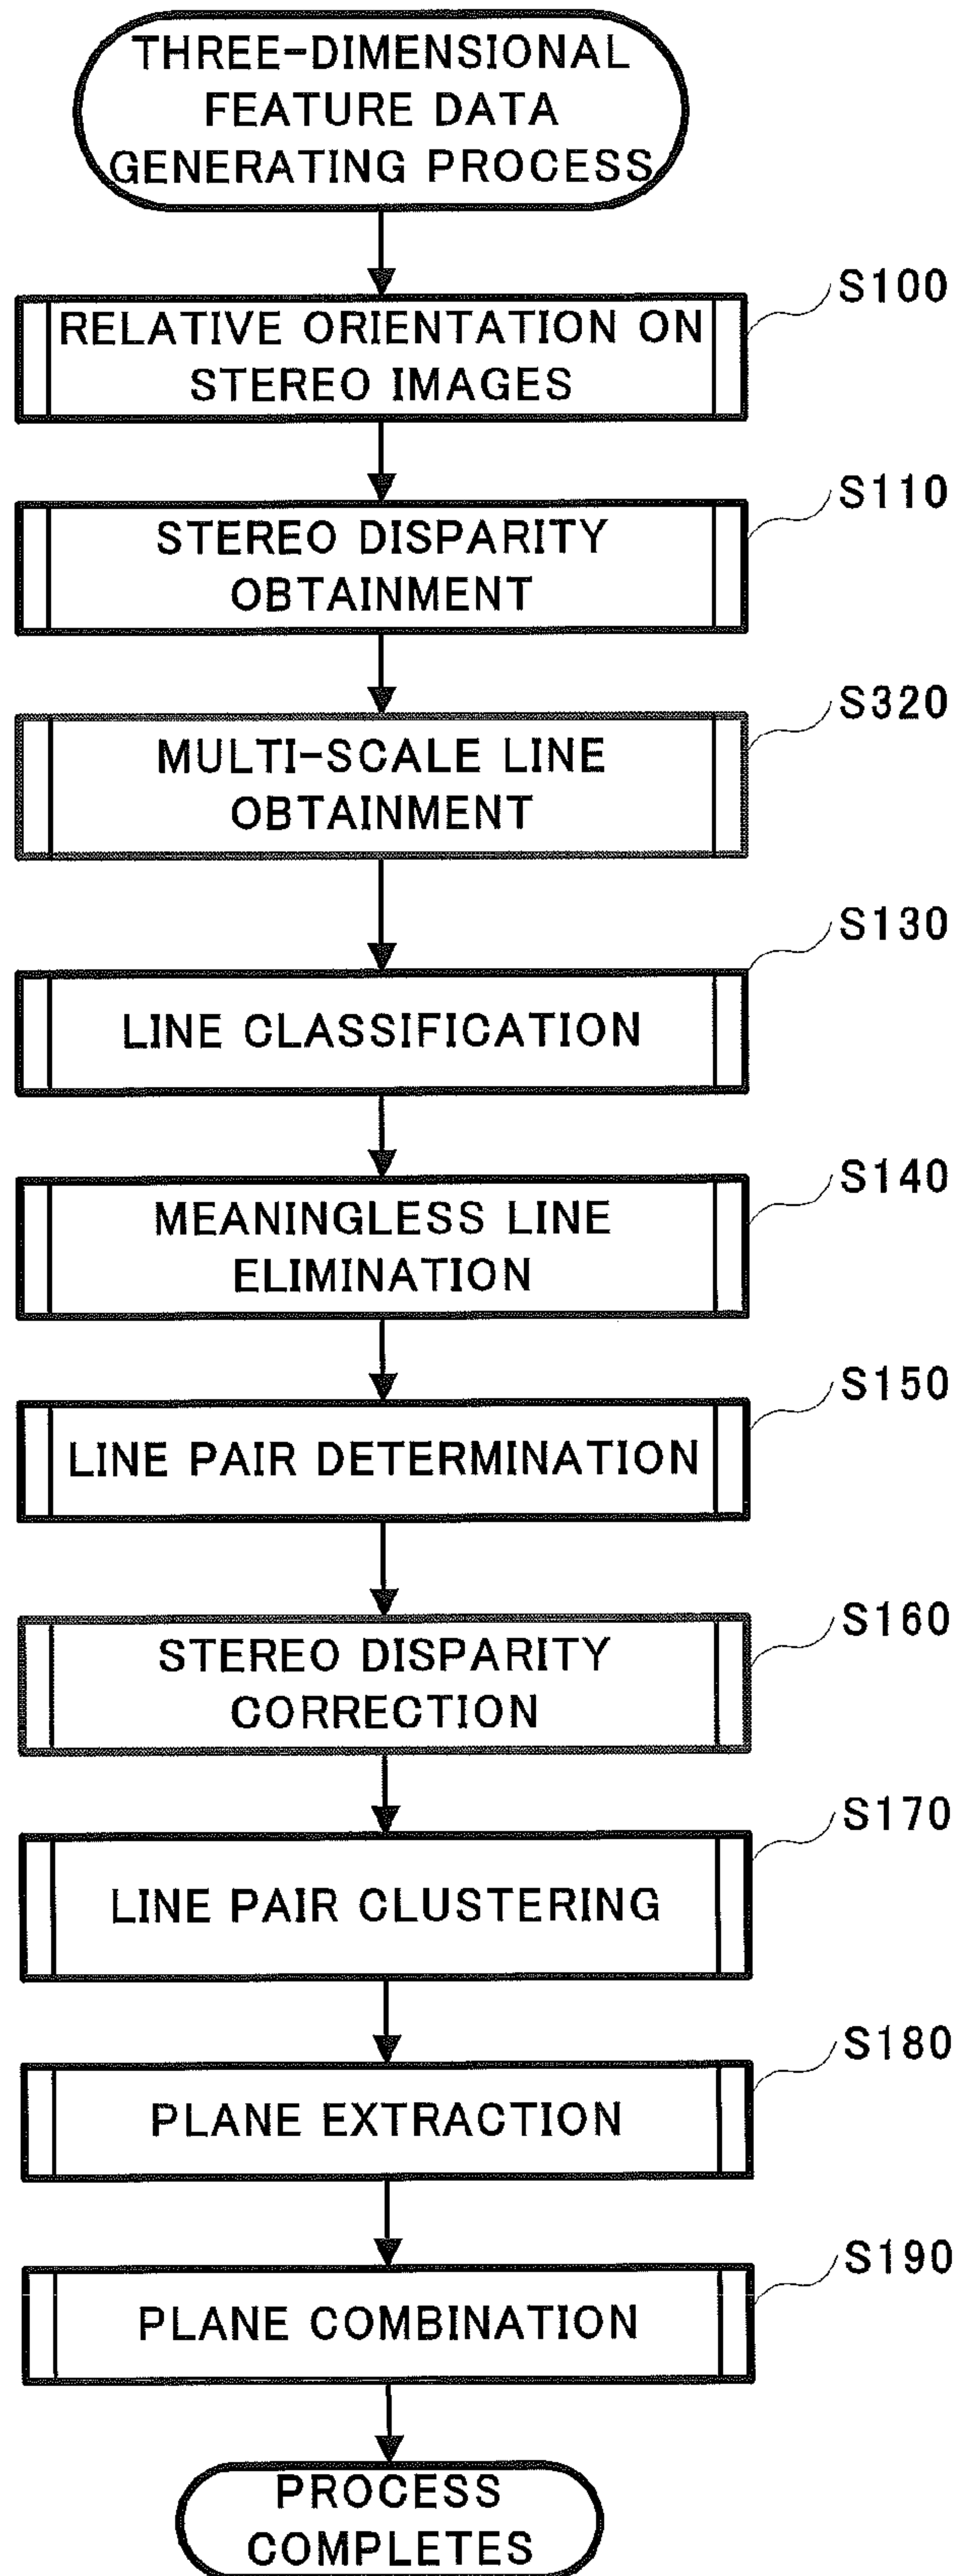 THREE-DIMENSIONAL
FEATURE DATA
GENERATING PROCESS
S100
RELATIVE ORIENTATION ON
STEREO IMAGES
S110
STEREO DISPARITY
OBTAINMENT
S320
MULTI-SCALE LINE
OBTAINMENT
S130
LINE CLASSIFICATION
S140
MEANINGLESS LINE
ELIMINATION
S150
LINE PAIR DETERMINATION
S160
STEREO DISPARITY
CORRECTION
S170
LINE PAIR CLUSTERING
S180
PLANE EXTRACTION
S190
PLANE COMBINATION
PROCESS
COMPLETES